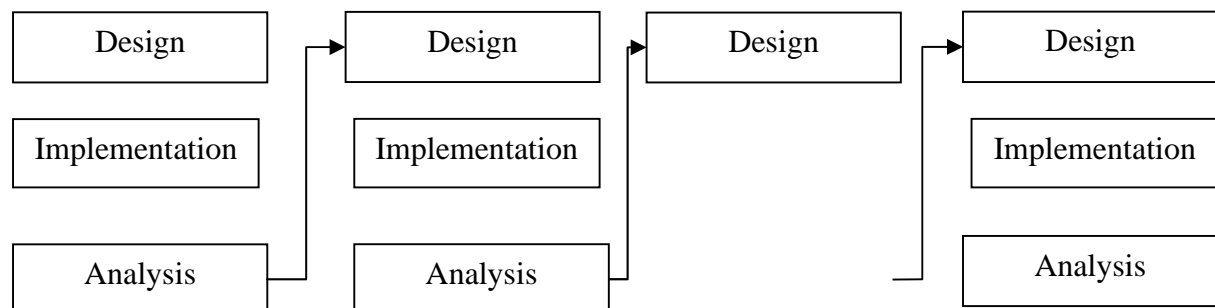 Design Design Design Design
Implementation Implementation Implementation
Analysis Analysis Analysis